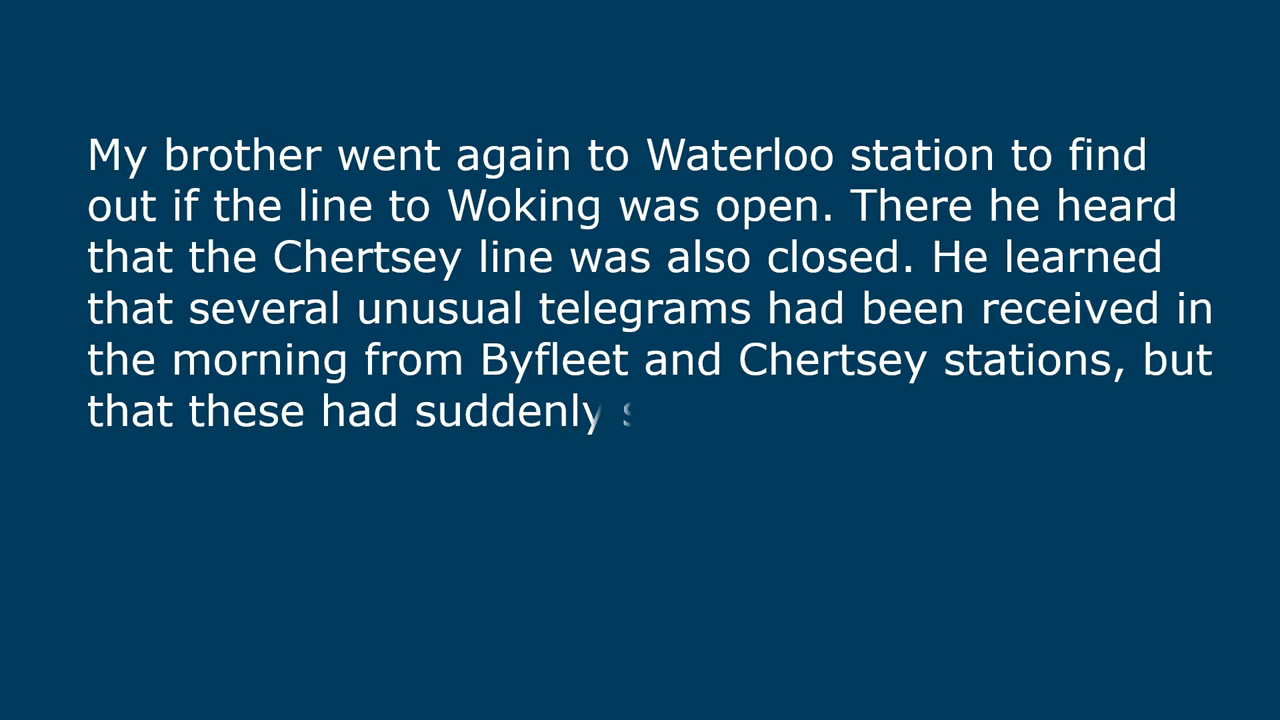 My brother went again to Waterloo station to find
out if the line to Woking was open. There he heard
that the Chertsey line was also closed. He learned
that several unusual telegrams had been received in
the morning from Byfleet and Chertsey stations, but
that these had suddenly